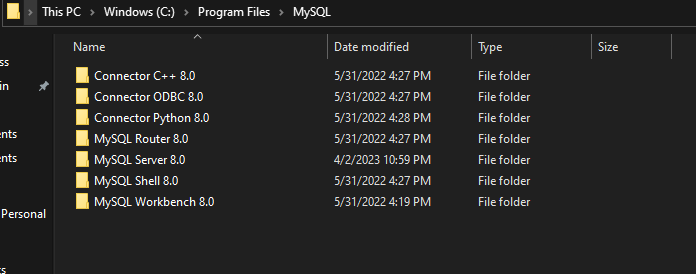 This PC > Windows (C:) > Program Files > MySQL
Name Date modified Type Size
ss
Connector C++ 8.0 5/31/2022 4:27 PM File folder
in
Connector ODBC 8.0 5/31/2022 4:27 PM File folder
Connector Python 8.0 5/31/2022 4:28 PM File folder
ents
MySQL Router 8.0 5/31/2022 4:27 PM File folder
ents
MySQL Server 8.0 4/2/2023 10:59 PM File folder
MySQL Shell 8.0 5/31/2022 4:27 PM File folder
MySQL Workbench 8.0 5/31/2022 4:19 PM File folder
Personal
ts